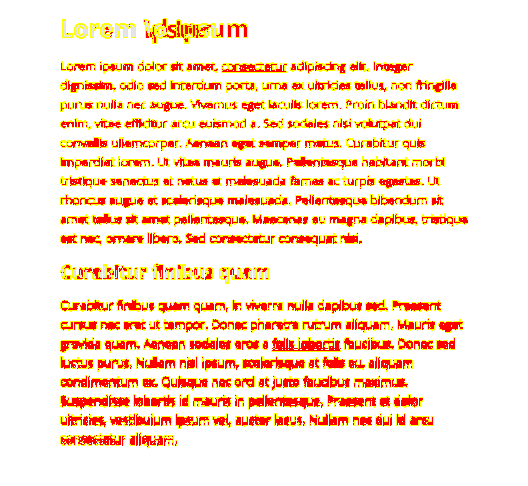 Lorem ipsum
Lorem ipsum dolor sit amet, consectetur adipiscing elit. Integer
dignissim, odio sed interdum porta, urna ex ultricies tellus, non fringilla
purus nulla nec augue. Vivamus eget iaculis lorem. Proin blandit dictum
enim, vitae efficitur arcu euismod a. Sed sodales nisi volutpat dui
convallis ullamcorper. Aenean eget semper metus. Curabitur quis
imperdiet lorem. Ut vitae mauris augue. Pellentesque habitant morbi
tristique senectus et netus et malesuada fames ac turpis egestas. Ut
rhoncus augue et scelerisque malesuada. Pellentesque bibendum sit
amet tellus sit amet pellentesque. Maecenas eu magna dapibus, tristique
est nec, ornare libero. Sed consectetur consequat nisi.
Curabitur finibus quam
Curabitur finibus quam quam, in viverra nulla dapibus sed. Praesent
cursus nec erat ut tempor. Donec pharetra rutrum aliquam. Mauris eget
gravida quam. Aenean sodales eros a felis lobortis faucibus. Donec sed
luctus purus. Nullam nisl ipsum, scelerisque at felis eu, aliquam
condimentum ex. Quisque nec orci at justo faucibus maximus.
Suspendisse lobortis id mauris in pellentesque. Praesent et dolor
ultricies, vestibulum ipsum vel, auctor lacus. Nullam nec dui id arcu
consectetur aliquam.